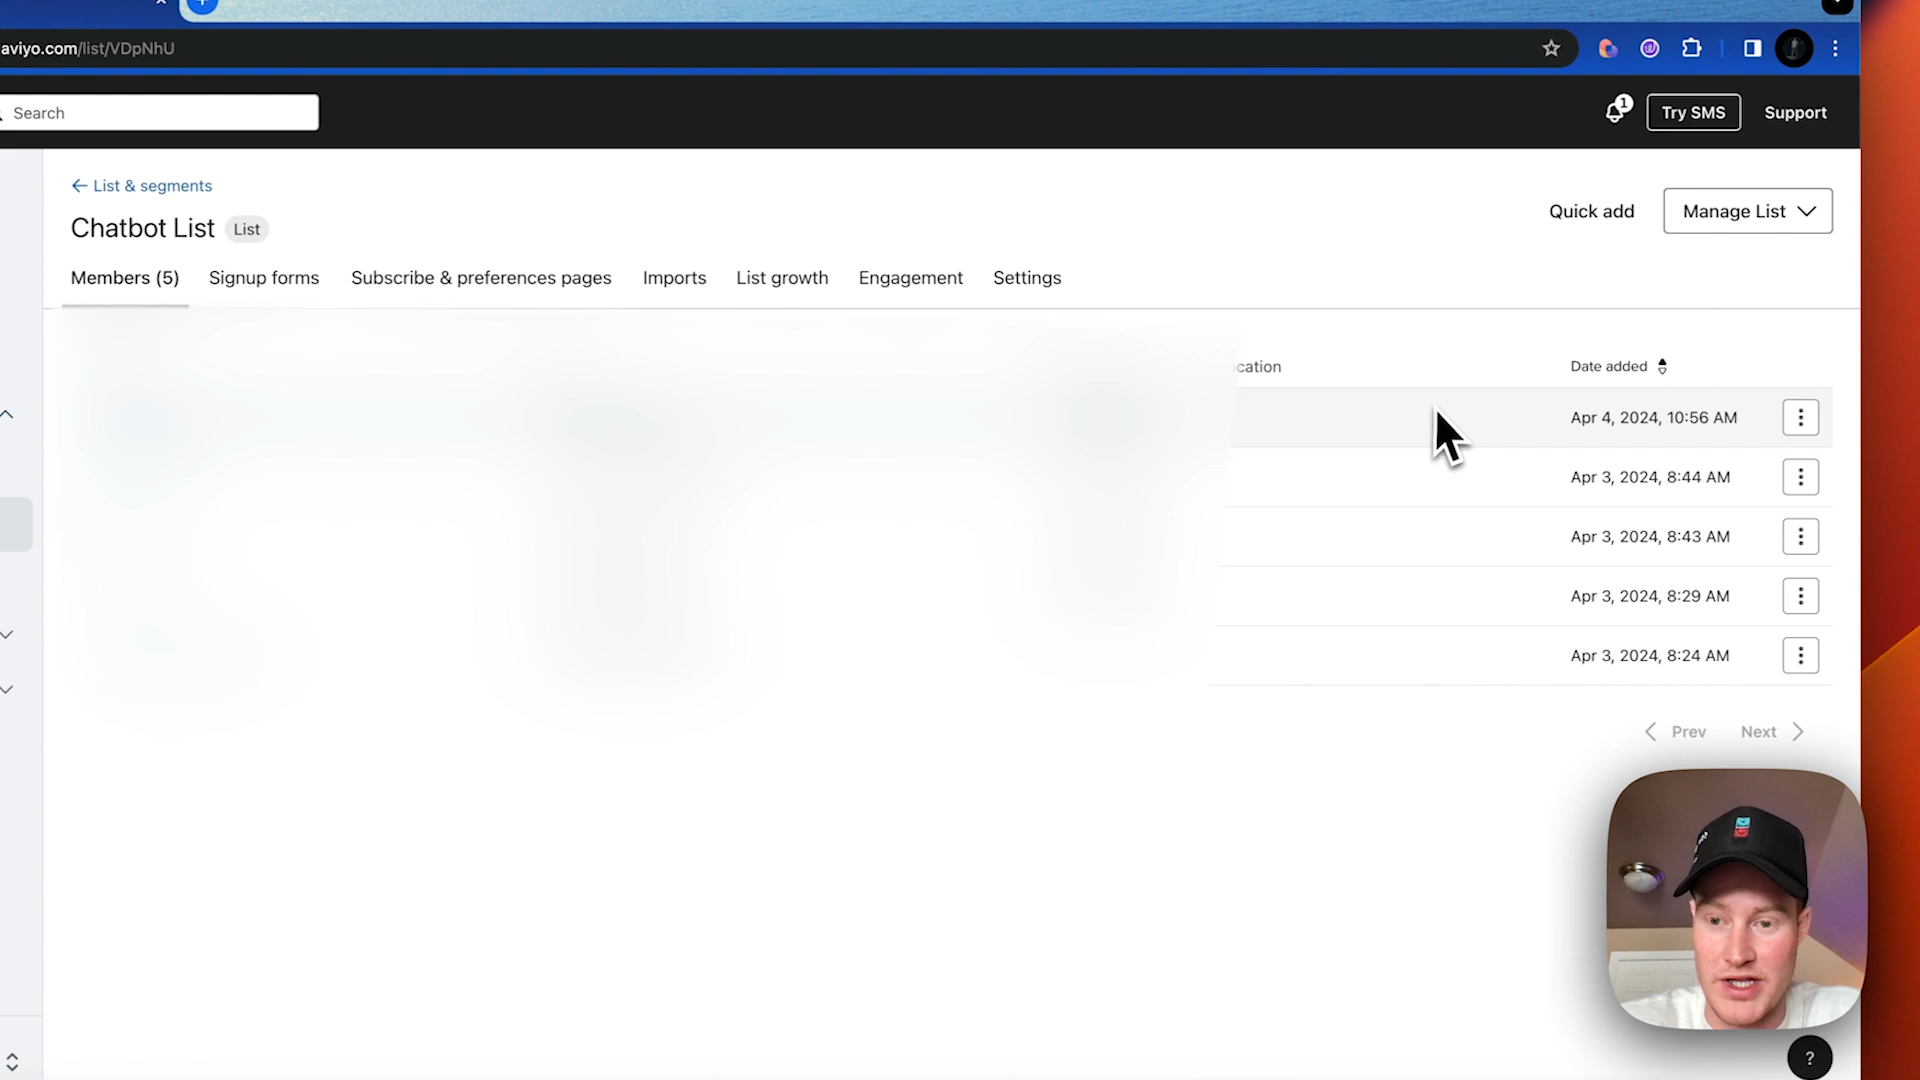 aviyo.com/list/VDpNhU
Search
1
Try SMS
Support
← List & segments
Chatbot List
List
Quick add
Manage List
Members (5)
Signup forms
Subscribe & preferences pages
Imports
List growth
Engagement
Settings
cation
Date added
Apr 4, 2024, 10:56 AM
Apr 3, 2024, 8:44 AM
Apr 3, 2024, 8:43 AM
Apr 3, 2024, 8:29 AM
Apr 3, 2024, 8:24 AM
Prev
Next
?